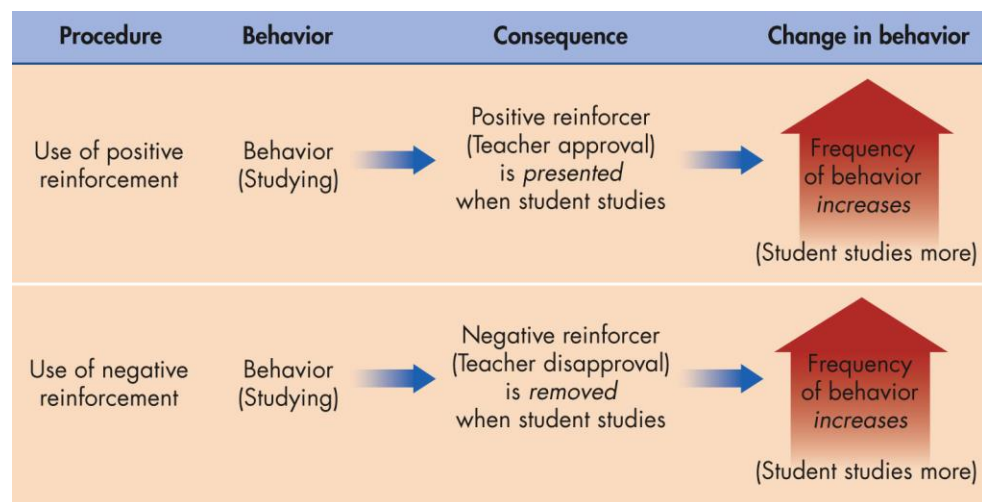 Procedure
Behavior
Consequence
Change in behavior
Use of positive
reinforcement
Behavior
(Studying)
Positive reinforcer
(Teacher approval)
is presented
when student studies
Frequency
of behavior
increases
(Student studies more)
Use of negative
reinforcement
Behavior
(Studying)
Negative reinforcer
(Teacher disapproval)
is removed
when student studies
Frequency
of behavior
increases
(Student studies more)